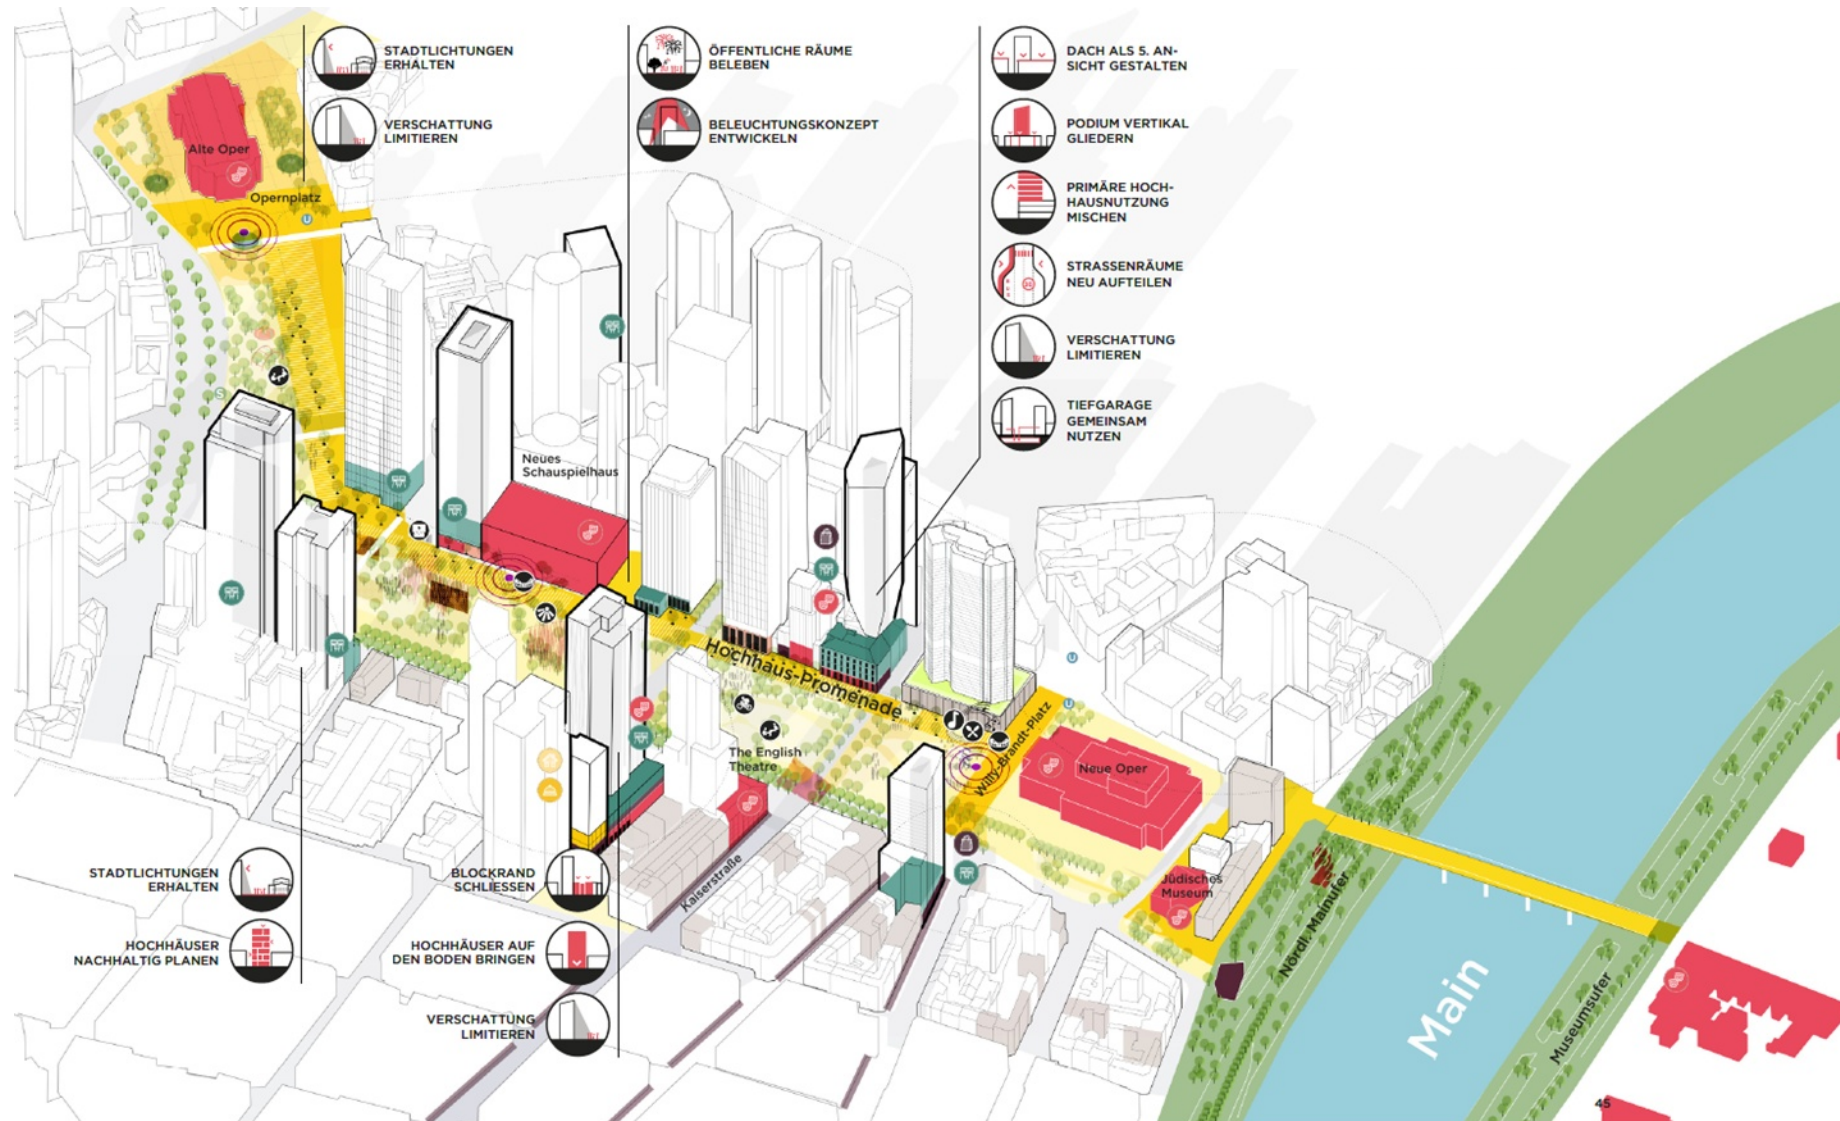 STADTLICHTUNGEN
ERHALTEN
VERSCHATTUNG
LIMITIEREN
ÖFFENTLICHE RÄUME
BELEBEN
BELEUCHTUNGSKONZEPT
ENTWICKELN
DACH ALS 5. AN-
SICHT GESTALTEN
PODIUM VERTIKAL
GLIEDERN
PRIMÄRE HOCH-
HAUSNUTZUNG
MISCHEN
STRASSENRÄUME
NEU AUFTEILEN
VERSCHATTUNG
LIMITIEREN
TIEFGARAGE
GEMEINSAM
NUTZEN
Alte Oper
Opernplatz
U
S
Neues
Schauspielhaus
Hochhaus-Promenade
U
U
The English
Theatre
Willy-Brandt-Platz
Neue Oper
Kaiserstraße
Jüdisches
Museum
Nördl. Mainufer
Main
Museumsufer
STADTLICHTUNGEN
ERHALTEN
HOCHHÄUSER
NACHHALTIG PLANEN
BLOCKRAND
SCHLIESSEN
HOCHHÄUSER AUF
DEN BODEN BRINGEN
VERSCHATTUNG
LIMITIEREN
45